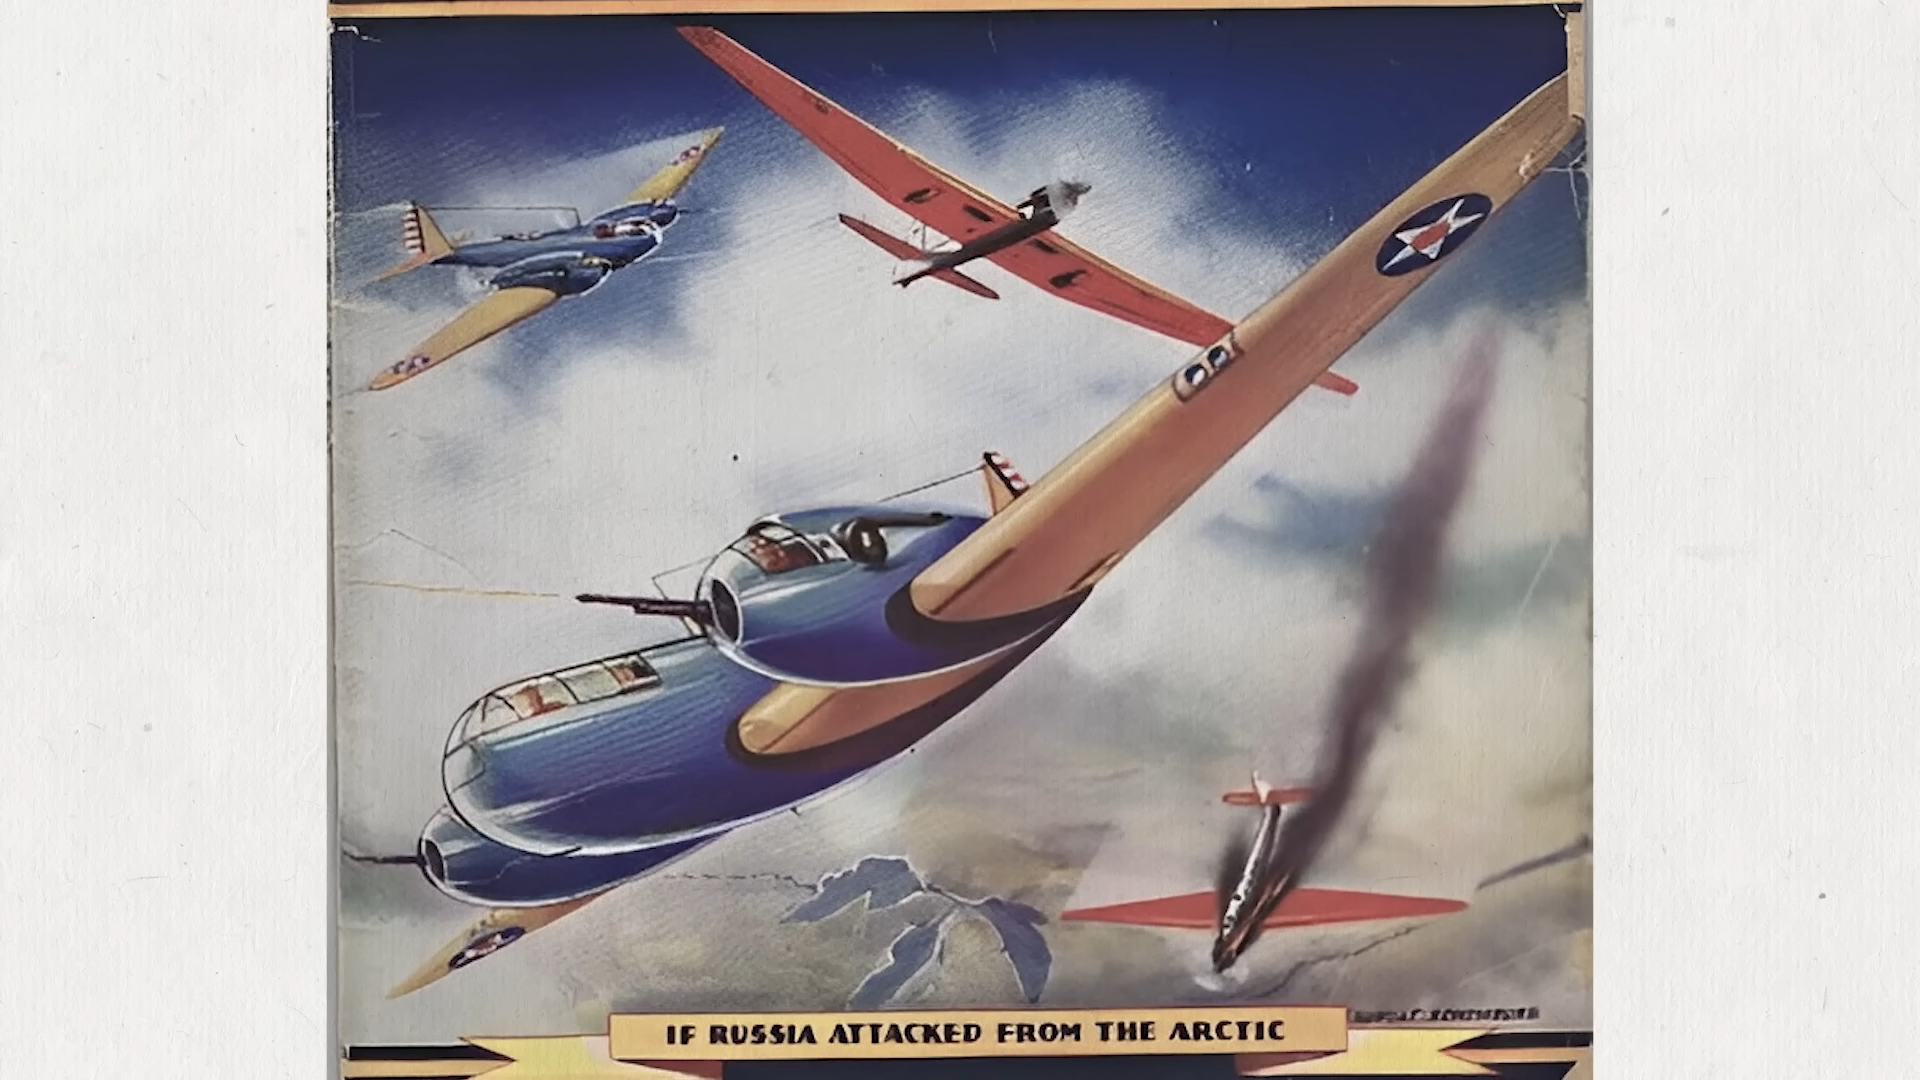 IF RUSSIA ATTACKED FROM THE ARCTIC